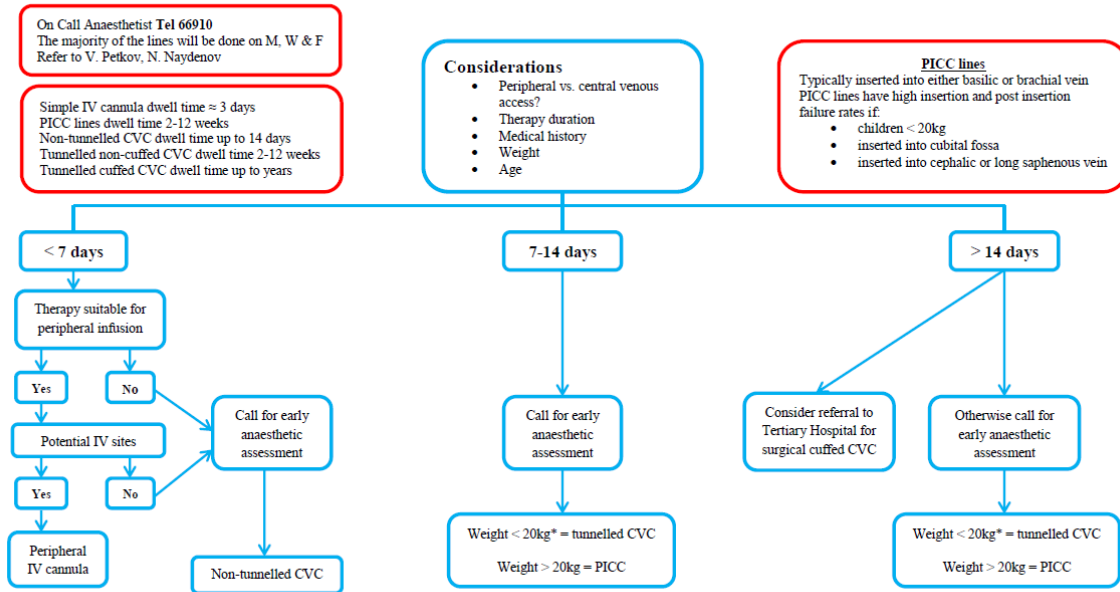 On Call Anaesthetist Tel 66910
The majority of the lines will be done on M, W & F
Refer to V. Petkov, N. Naydenov
Simple IV cannula dwell time ≈ 3 days
PICC lines dwell time 2-12 weeks
Non-tunnelled CVC dwell time up to 14 days
Tunnelled non-cuffed CVC dwell time 2-12 weeks
Tunnelled cuffed CVC dwell time up to years
Considerations
• Peripheral vs. central venous
access?
• Therapy duration
• Medical history
• Weight
• Age
PICC lines
Typically inserted into either basilic or brachial vein
PICC lines have high insertion and post insertion
failure rates if:
• children < 20kg
• inserted into cubital fossa
• inserted into cephalic or long saphenous vein
< 7 days
Therapy suitable for
peripheral infusion
Yes
No
Potential IV sites
Yes
No
Peripheral
IV cannula
Call for early
anaesthetic
assessment
Non-tunnelled CVC
7-14 days
Call for early
anaesthetic
assessment
Weight < 20kg* = tunnelled CVC
Weight > 20kg = PICC
> 14 days
Consider referral to
Tertiary Hospital for
surgical cuffed CVC
Otherwise call for
early anaesthetic
assessment
Weight < 20kg* = tunnelled CVC
Weight > 20kg = PICC